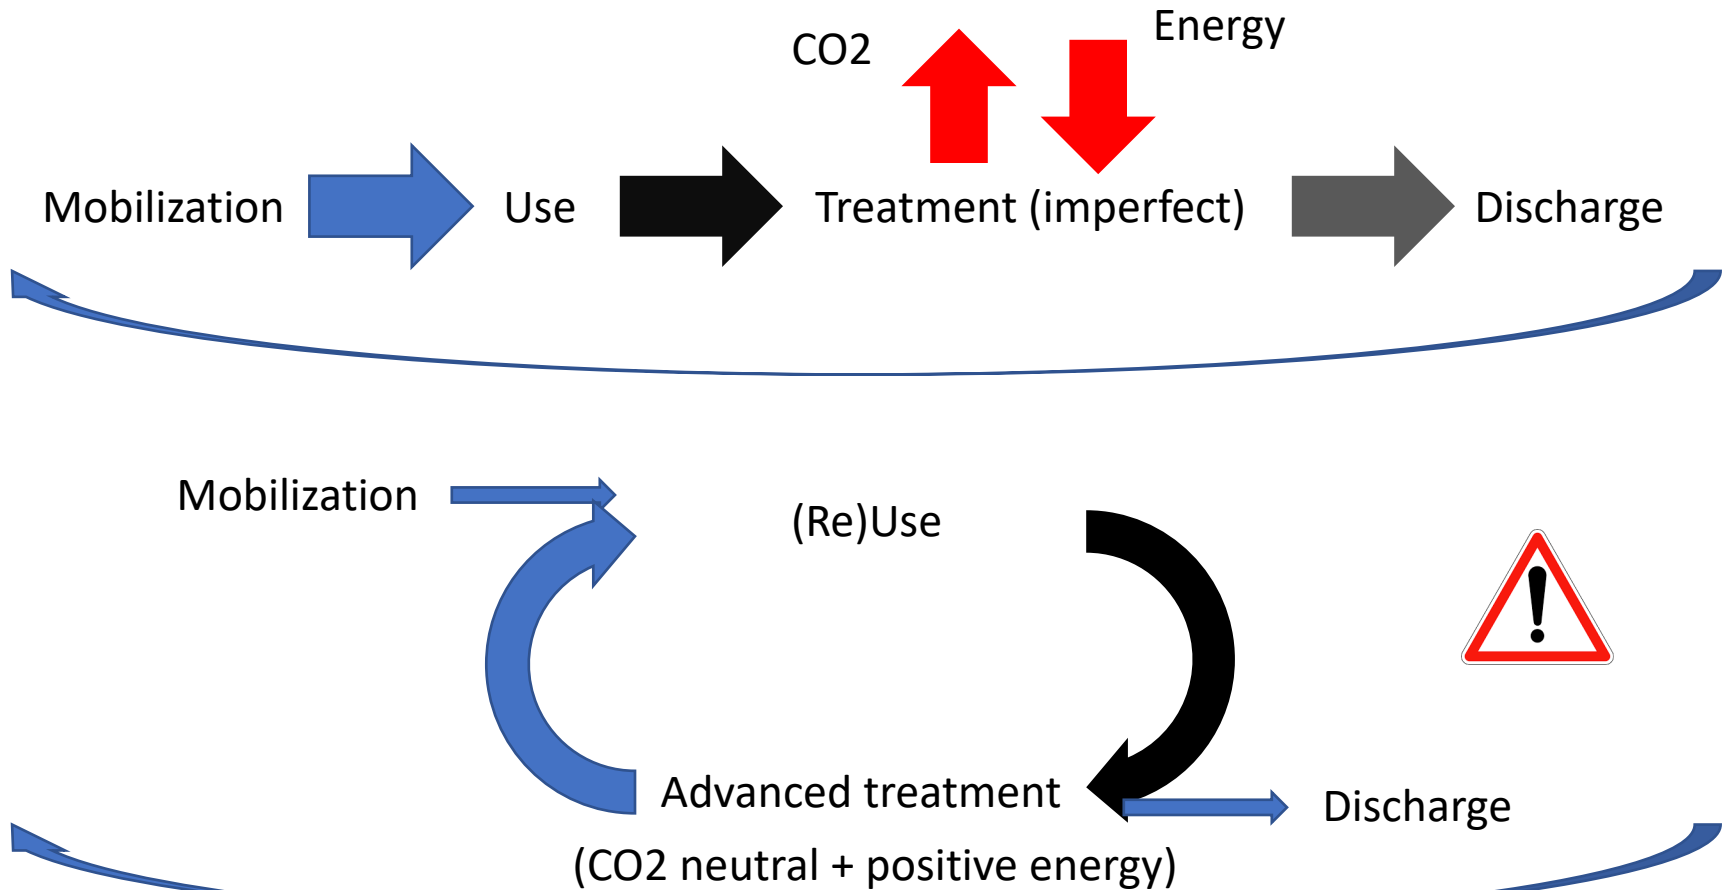 CO2
Energy
Mobilization
Use
Treatment (imperfect)
Discharge
Mobilization
(Re)Use
Advanced treatment
Discharge
(CO2 neutral + positive energy)